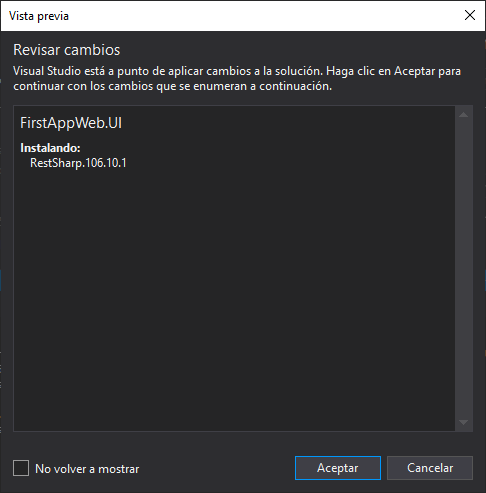 Vista previa
Revisar cambios
Visual Studio está a punto de aplicar cambios a la solución. Haga clic en Aceptar para
continuar con los cambios que se enumeran a continuación.
FirstAppWeb.UI
Instalando:
RestSharp.106.10.1
No volver a mostrar
Aceptar
Cancelar